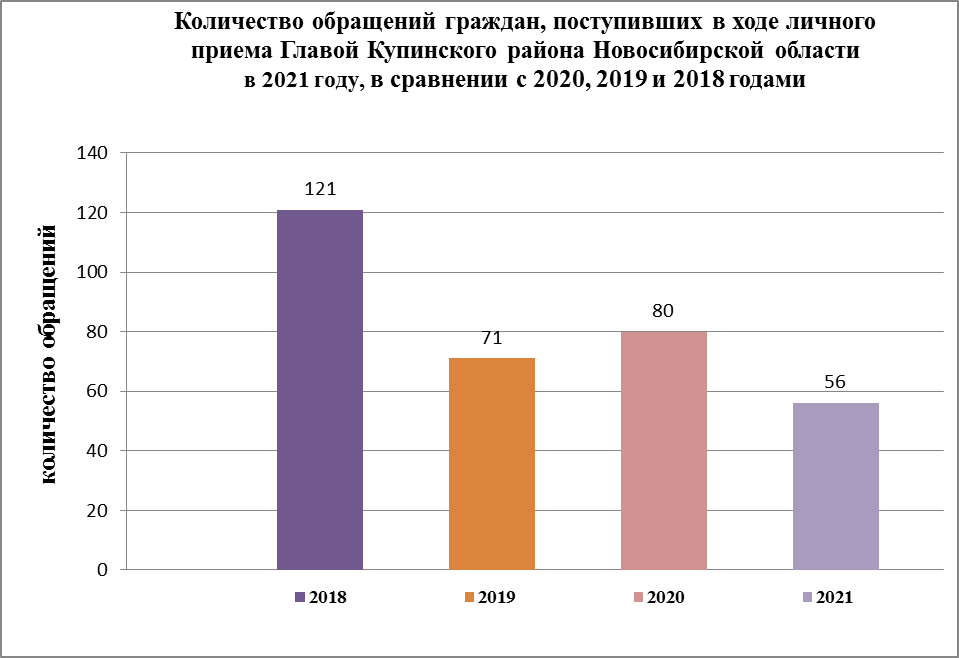 Количество обращений граждан, поступивших в ходе личного
приема Главой Купинского района Новосибирской области
в 2021 году, в сравнении с 2020, 2019 и 2018 годами
количество обращений
140
120
100
80
60
40
20
0
121
71
80
56
2018 2019 2020 2021